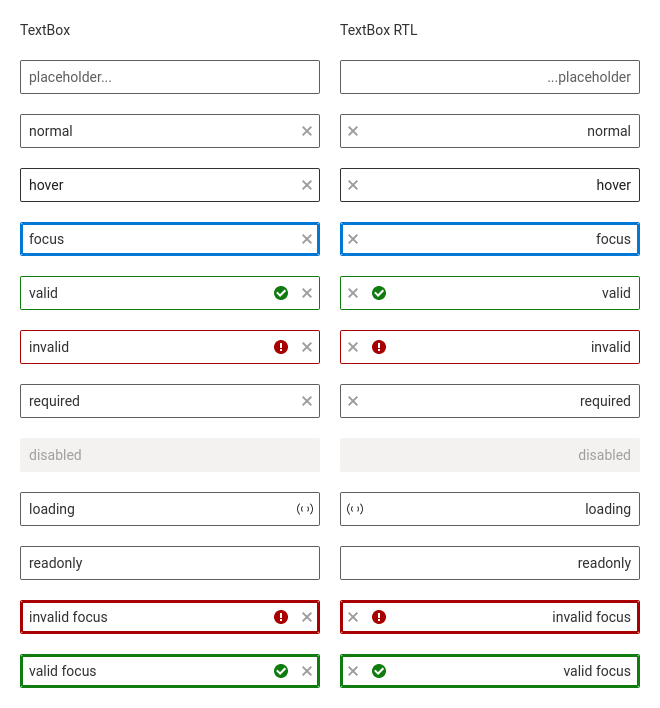 TextBox
TextBox RTL
placeholder...
...placeholder
normal
normal
hover
hover
focus
focus
valid
valid
invalid
invalid
required
required
disabled
disabled
loading
loading
readonly
readonly
invalid focus
invalid focus
valid focus
valid focus